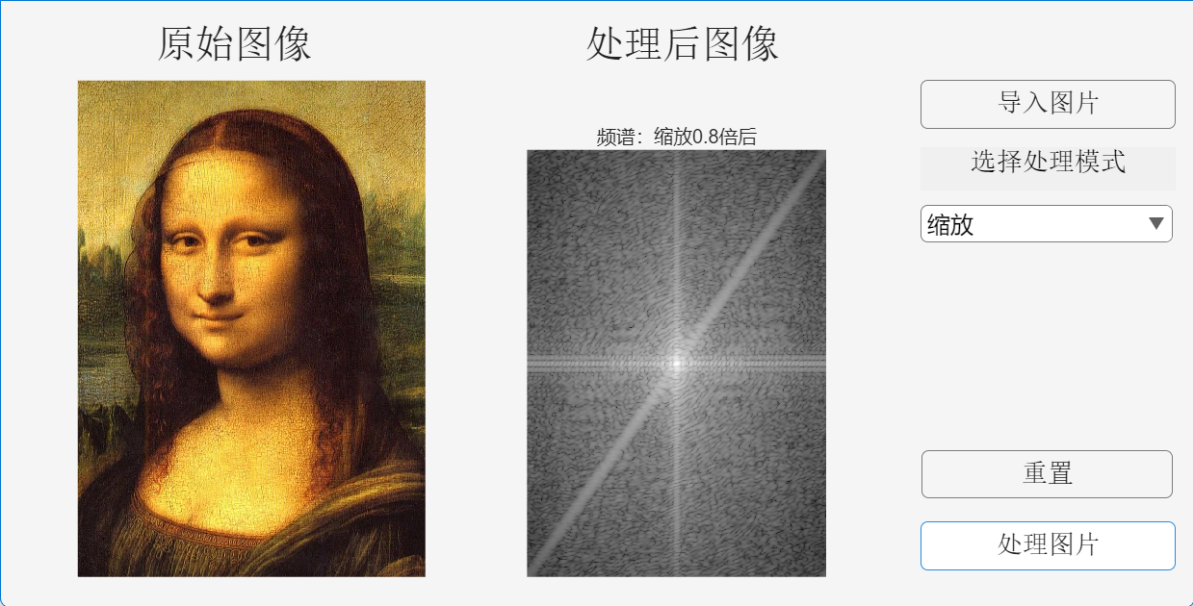 原始图像
处理后图像
频谱：缩放0.8倍后
导入图片
选择处理模式
缩放
重置
处理图片